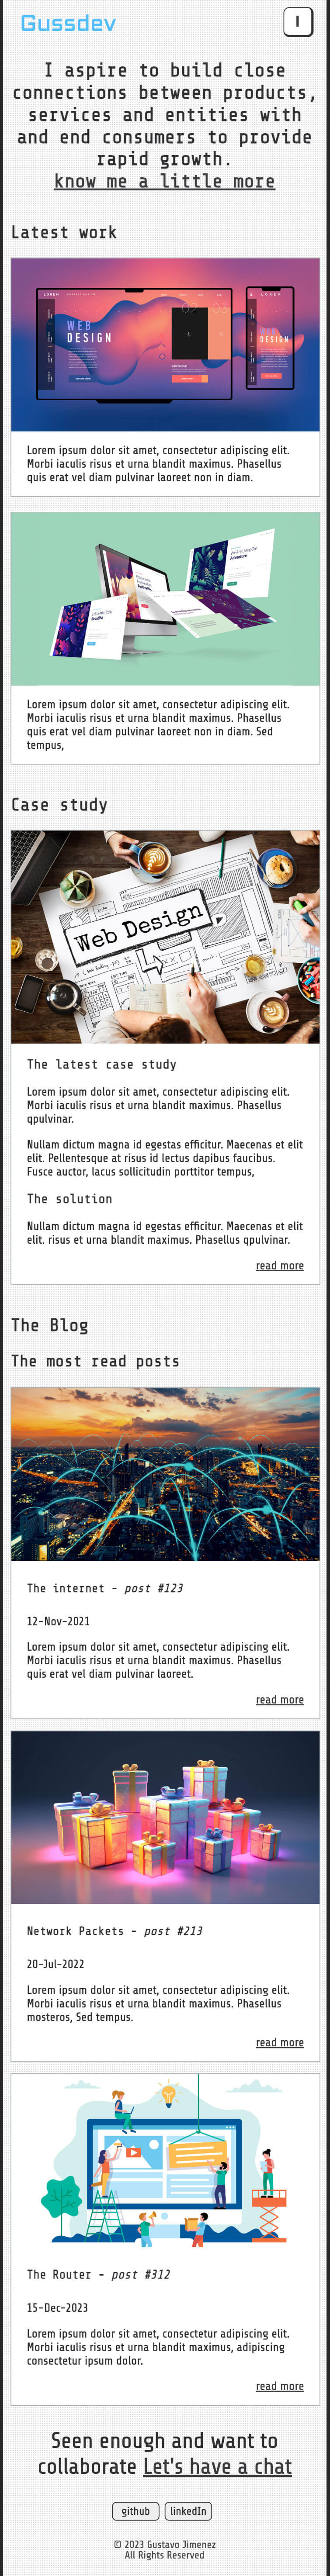 Gussdev
I
I aspire to build close
connections between products,
services and entities with
and end consumers to provide
rapid growth.
know me a little more
Latest work
LOREM
02
03
LOREM
WEB
DESIGN
DESIGN
Lorem ipsum dolor sit amet, consectetur adipiscing elit.
Morbi iaculis risus et urna blandit maximus. Phasellus
quis erat vel diam pulvinar laoreet non in diam.
Adventure
Beautiful
Lorem ipsum dolor sit amet, consectetur adipiscing elit.
Morbi iaculis risus et urna blandit maximus. Phasellus
quis erat vel diam pulvinar laoreet non in diam. Sed
tempus,
Case study
Web Design
The latest case study
Lorem ipsum dolor sit amet, consectetur adipiscing elit.
Morbi iaculis risus et urna blandit maximus. Phasellus
qpulvinar.
Nullam dictum magna id egestas efficitur. Maecenas et elit
elit. Pellentesque at risus id lectus dapibus faucibus.
Fusce auctor, lacus sollicitudin porttitor tempus,
The solution
Nullam dictum magna id egestas efficitur. Maecenas et elit
elit. risus et urna blandit maximus. Phasellus qpulvinar.
read more
The Blog
The most read posts
The internet - post #123
12-Nov-2021
Lorem ipsum dolor sit amet, consectetur adipiscing elit.
Morbi iaculis risus et urna blandit maximus. Phasellus
quis erat vel diam pulvinar laoreet.
read more
Network Packets - post #213
20-Jul-2022
Lorem ipsum dolor sit amet, consectetur adipiscing elit.
Morbi iaculis risus et urna blandit maximus. Phasellus
mosteros, Sed tempus.
read more
The Router - post #312
15-Dec-2023
Lorem ipsum dolor sit amet, consectetur adipiscing elit.
Morbi iaculis risus et urna blandit maximus, adipiscing
consectetur ipsum dolor.
read more
Seen enough and want to
collaborate Let's have a chat
github linkedIn
© 2023 Gustavo Jimenez
All Rights Reserved